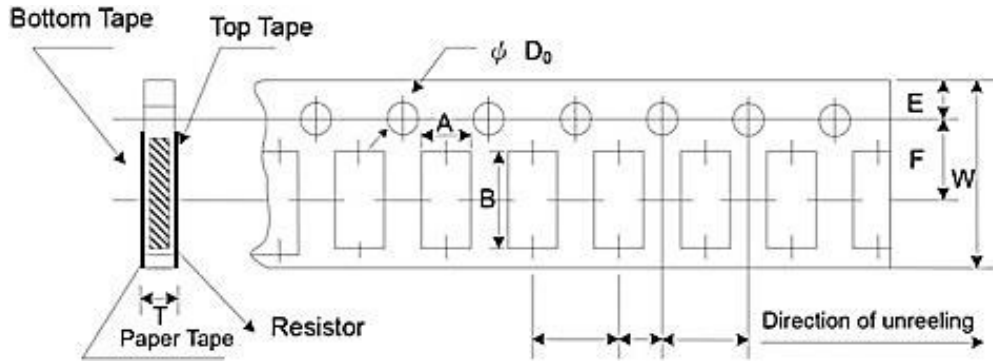 Bottom Tape
Top Tape
ψ D₀
E
A
F
W
B
T
Paper Tape
Resistor
Direction of unreeling